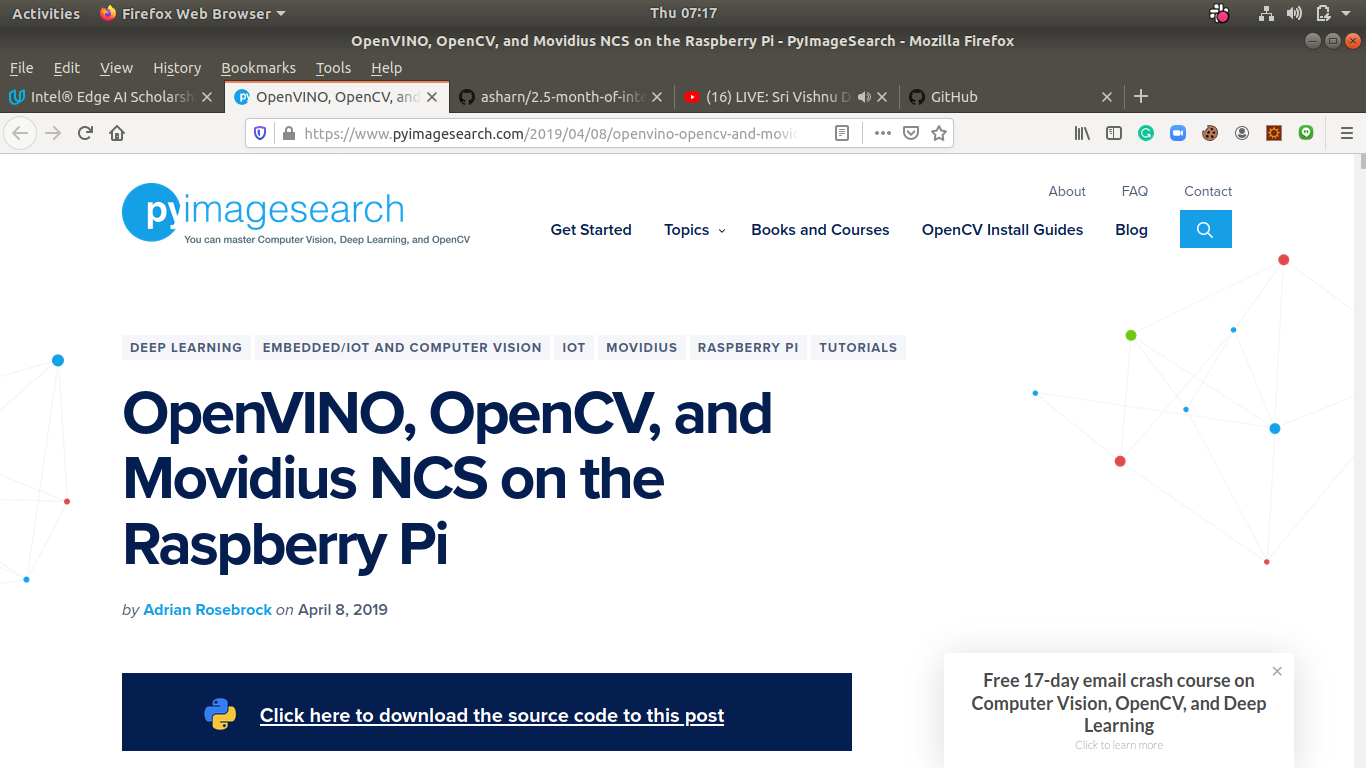 Activities Firefox Web Browser Thu 07:17
OpenVINO, OpenCV, and Movidius NCS on the Raspberry Pi - PyImageSearch - Mozilla Firefox
File Edit View History Bookmarks Tools Help
Intel® Edge AI Scholarsh OpenVINO, OpenCV, and asharn/2.5-month-of-inte (16) LIVE: Sri Vishnu D GitHub
https://www.pyimagesearch.com/2019/04/08/openvino-opencv-and-movid
About FAQ Contact
pyimagesearch
You can master Computer Vision, Deep Learning, and OpenCV
Get Started Topics Books and Courses OpenCV Install Guides Blog
DEEP LEARNING EMBEDDED/IOT AND COMPUTER VISION IOT MOVIDIUS RASPBERRY PI TUTORIALS
OpenVINO, OpenCV, and
Movidius NCS on the
Raspberry Pi
by Adrian Rosebrock on April 8, 2019
Click here to download the source code to this post
Free 17-day email crash course on
Computer Vision, OpenCV, and Deep
Learning
Click to learn more